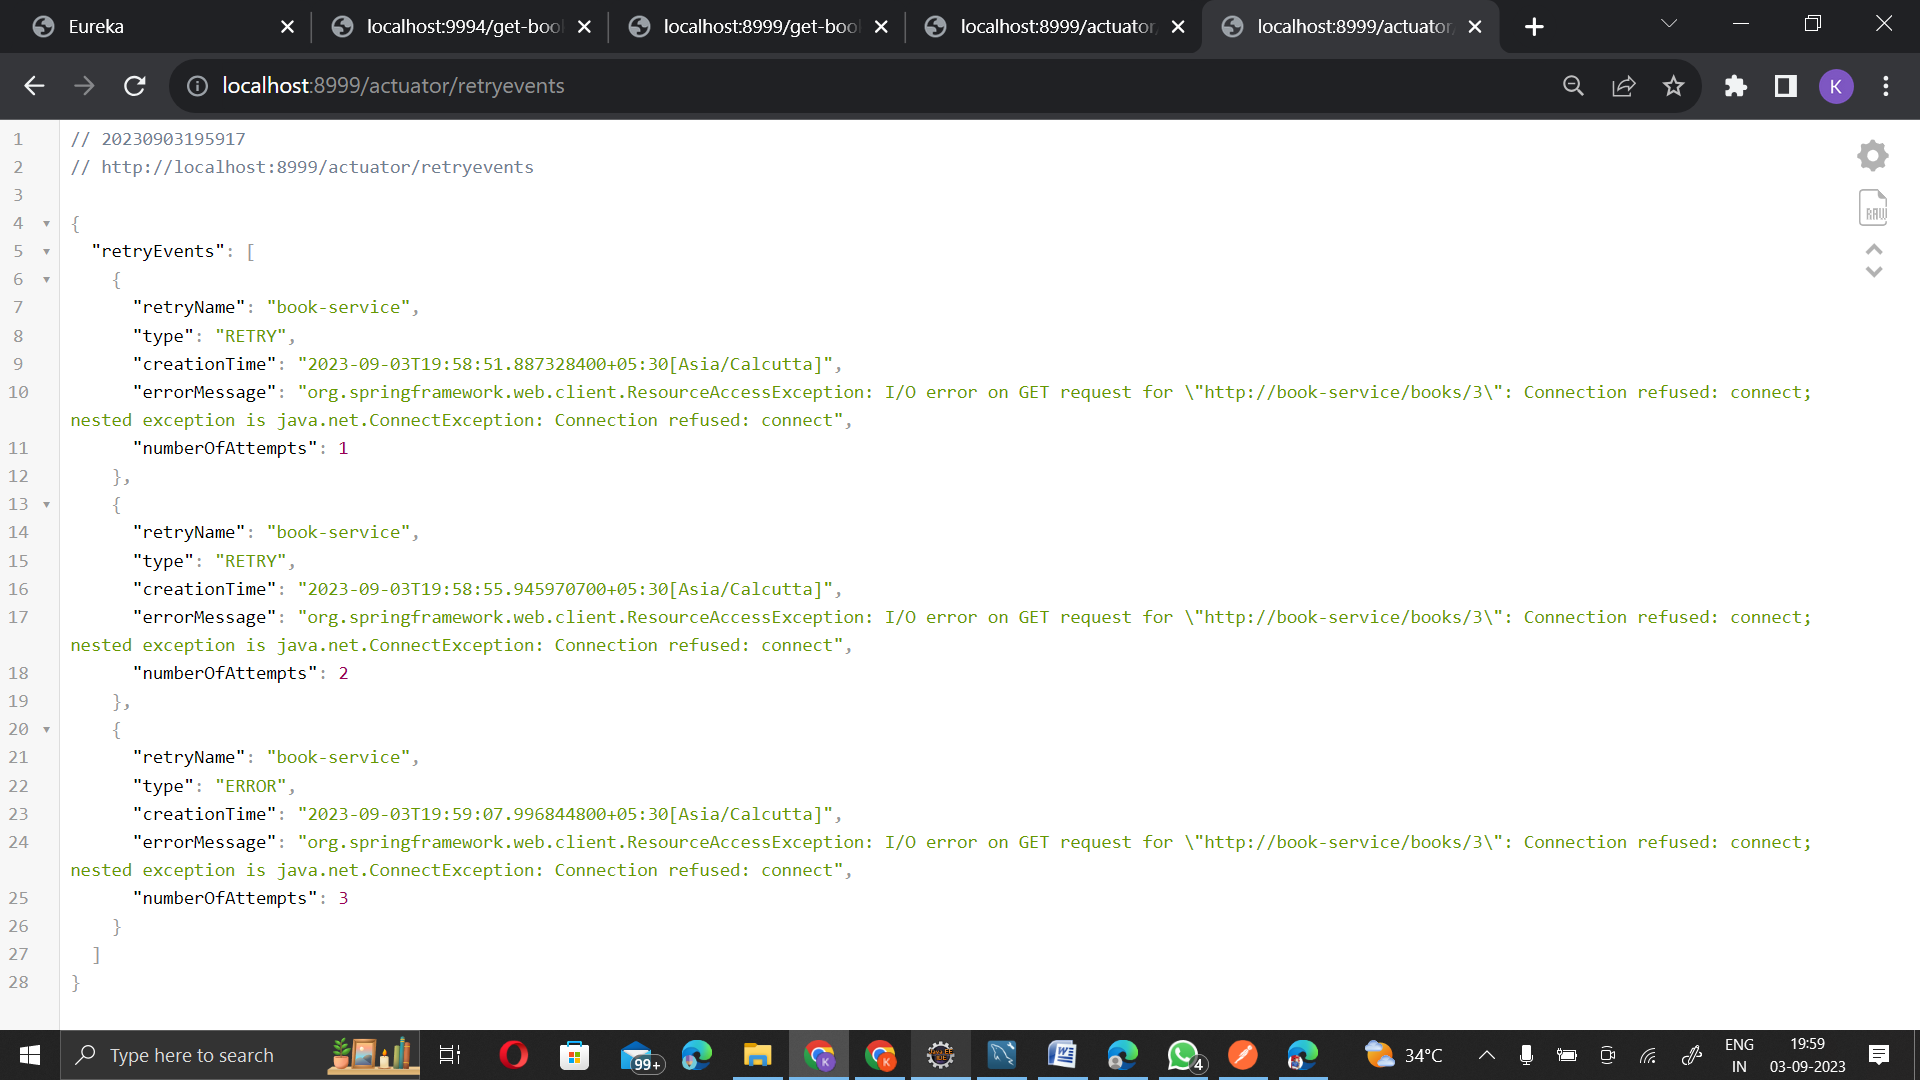 Eureka
localhost:9994/get-boo
localhost:8999/get-boo
localhost:8999/actuator
localhost:8999/actuator
localhost:8999/actuator/retryevents
K
1 // 20230903195917
2 // http://localhost:8999/actuator/retryevents
3
4 {
5 "retryEvents": [
6 {
7 "retryName": "book-service",
8 "type": "RETRY",
9 "creationTime": "2023-09-03T19:58:51.887328400+05:30[Asia/Calcutta]",
10 "errorMessage": "org.springframework.web.client.ResourceAccessException: I/O error on GET request for \"http://book-service/books/3\": Connection refused: connect;
nested exception is java.net.ConnectException: Connection refused: connect",
11 "numberOfAttempts": 1
12 },
13 {
14 "retryName": "book-service",
15 "type": "RETRY",
16 "creationTime": "2023-09-03T19:58:55.945970700+05:30[Asia/Calcutta]",
17 "errorMessage": "org.springframework.web.client.ResourceAccessException: I/O error on GET request for \"http://book-service/books/3\": Connection refused: connect;
nested exception is java.net.ConnectException: Connection refused: connect",
18 "numberOfAttempts": 2
19 },
20 {
21 "retryName": "book-service",
22 "type": "ERROR",
23 "creationTime": "2023-09-03T19:59:07.996844800+05:30[Asia/Calcutta]",
24 "errorMessage": "org.springframework.web.client.ResourceAccessException: I/O error on GET request for \"http://book-service/books/3\": Connection refused: connect;
nested exception is java.net.ConnectException: Connection refused: connect",
25 "numberOfAttempts": 3
26 }
27 ]
28 }
RAW
Type here to search
99+
K
K
4
34°C
ENG
IN
19:59
03-09-2023